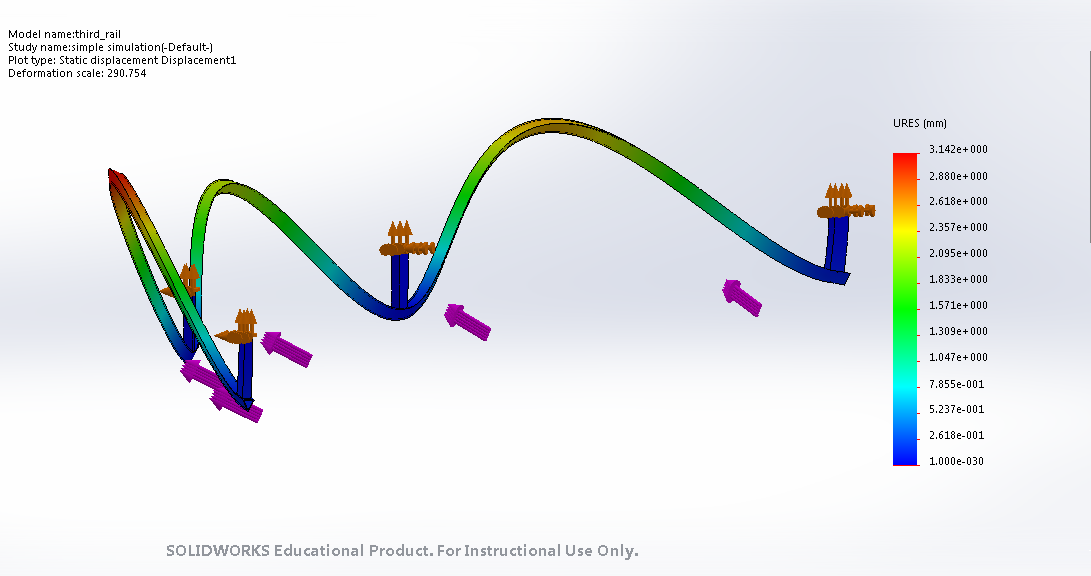 Model name:third_rail
Study name:simple simulation(-Default-)
Plot type: Static displacement Displacement1
Deformation scale: 290.754
URES (mm)
3.142e+000
2.880e+000
2.618e+000
2.357e+000
2.095e+000
1.833e+000
1.571e+000
1.309e+000
1.047e+000
7.855e-001
5.237e-001
2.618e-001
1.000e-030
SOLIDWORKS Educational Product. For Instructional Use Only.